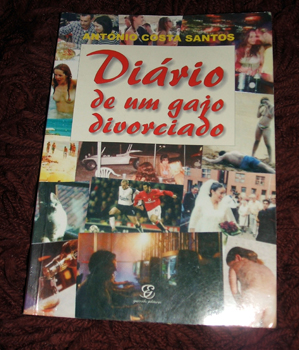 ANTÓNIO COSTA SANTOS
Diário
de um gajo
divorciado